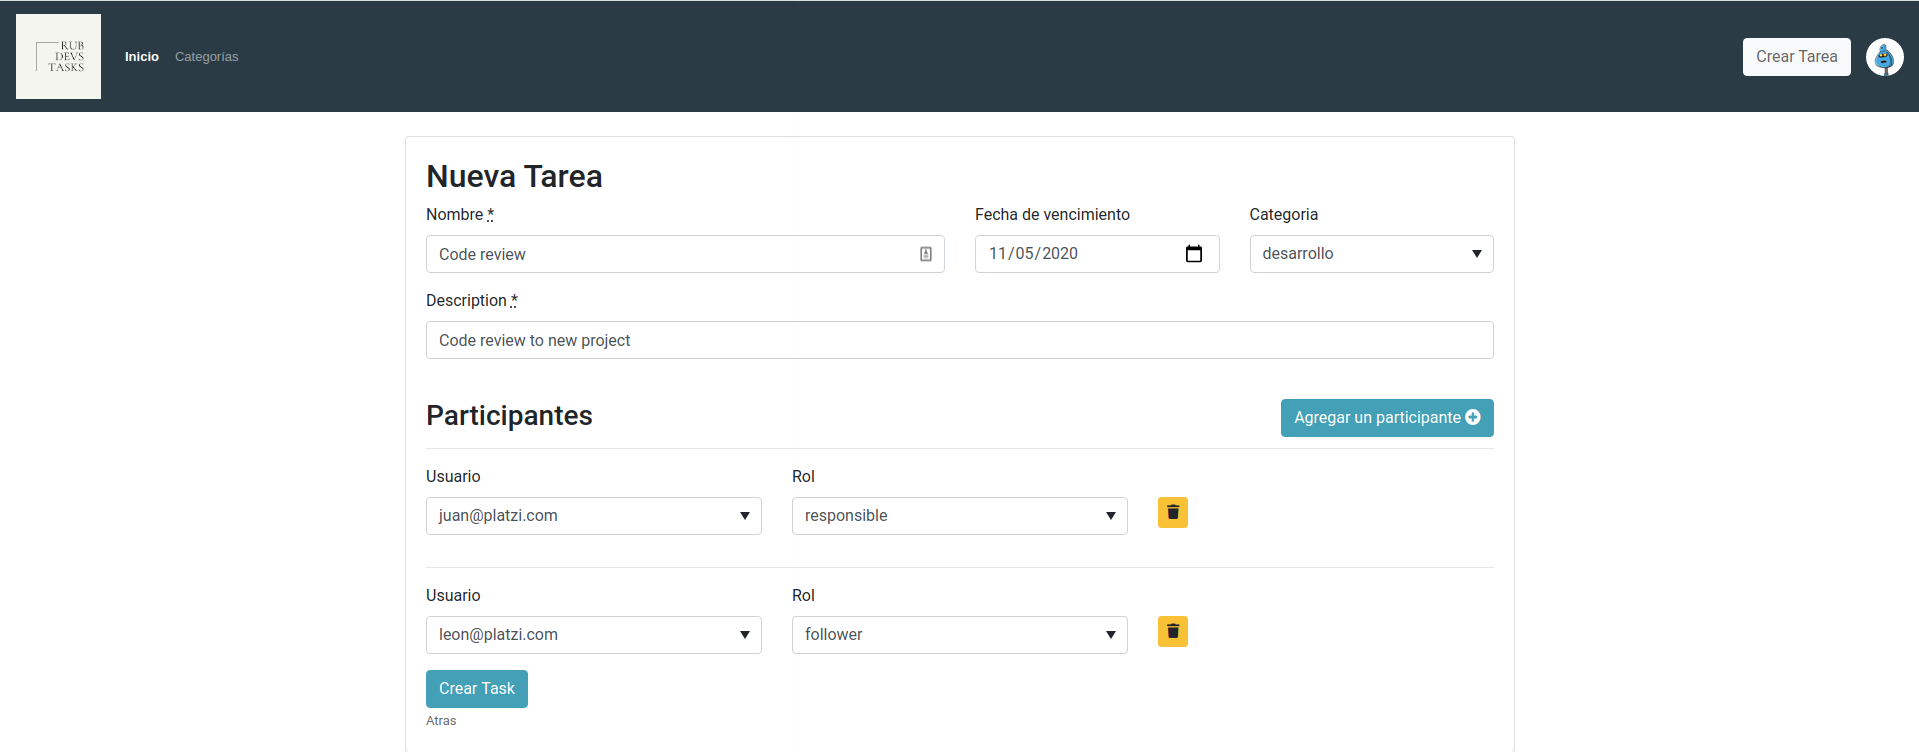 RUB
DEVS
TASKS
Inicio Categorías
Crear Tarea
Nueva Tarea
Nombre * Fecha de vencimiento Categoria
Code review 11/05/2020 desarrollo
Description *
Code review to new project
Participantes Agregar un participante
Usuario Rol
juan@platzi.com responsible
Usuario Rol
leon@platzi.com follower
Crear Task
Atras